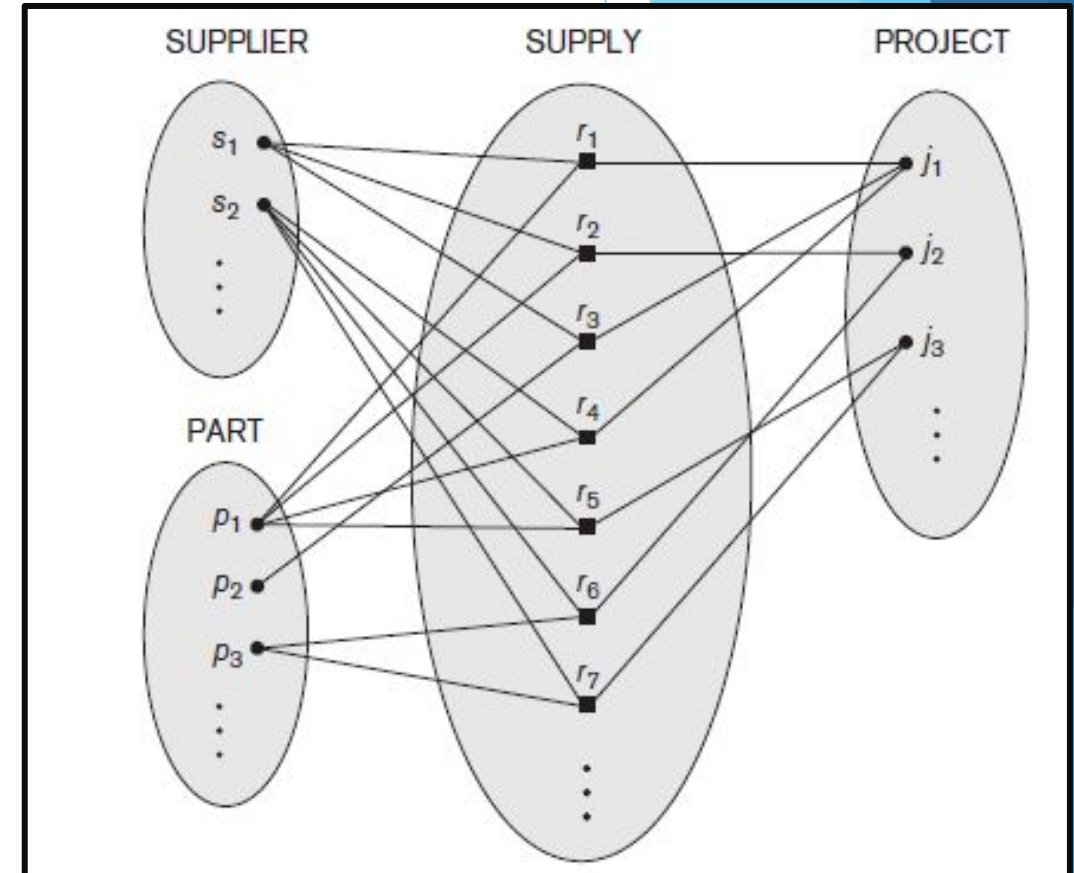 SUPPLIER
SUPPLY
PROJECT
s1
s2
PART
p1
p2
p3
r1
r2
r3
r4
r5
r6
r7
j1
j2
j3